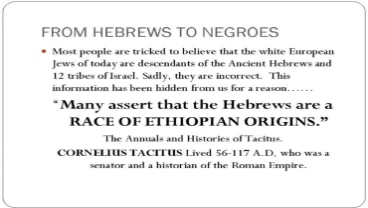 FROM HEBREWS TO NEGROES
• Most people are tricked to believe that the white European
Jews of today are descendants of the Ancient Hebrews and
12 tribes of Israel. Sadly, they are incorrect. This
information has been hidden from us for a reason……
“Many assert that the Hebrews are a
RACE OF ETHIOPIAN ORIGINS.”
The Annuals and Histories of Tacitus.
CORNELIUS TACITUS Lived 56-117 A.D, who was a
senator and a historian of the Roman Empire.